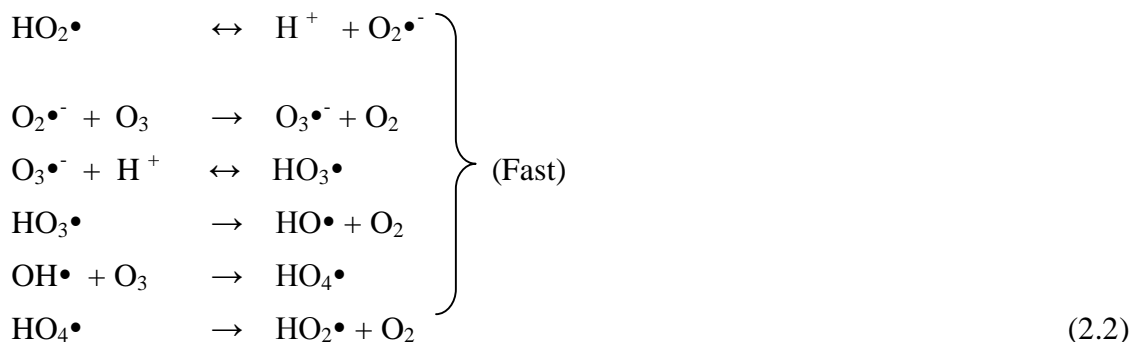 HO₂● ↔ H⁺ + O₂●⁻
O₂●⁻ + O₃ → O₃●⁻ + O₂
O₃●⁻ + H⁺ ↔ HO₃● (Fast)
HO₃● → HO● + O₂
OH● + O₃ → HO₄●
HO₄● → HO₂● + O₂ (2.2)